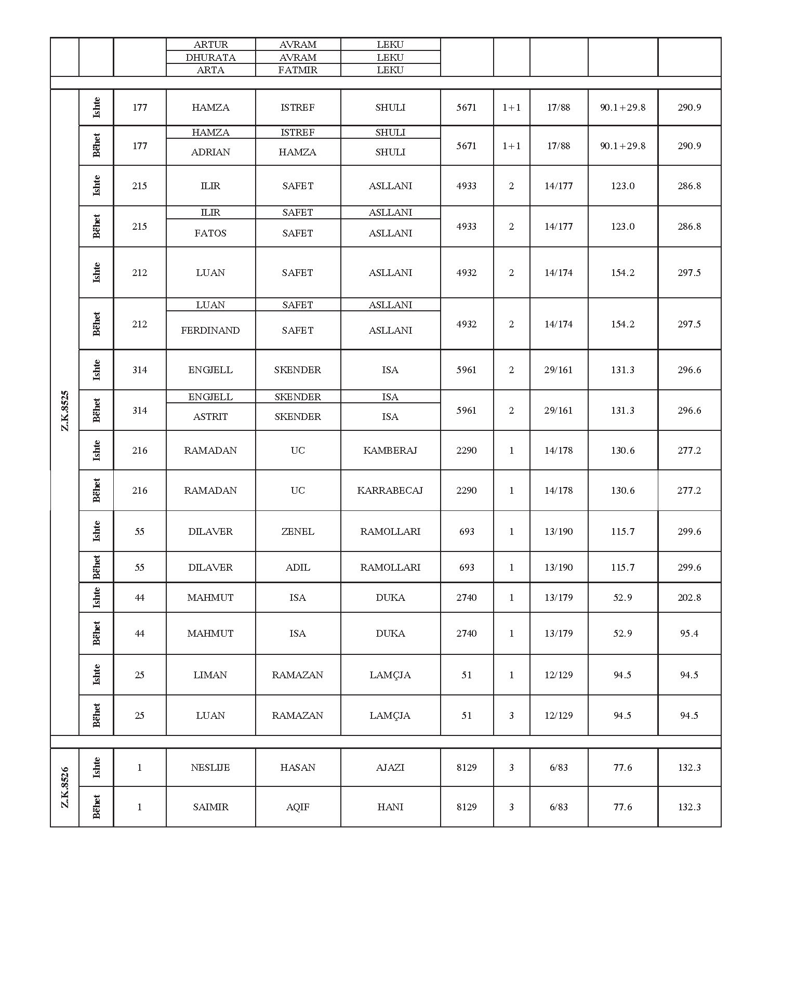 ARTUR AVRAM LEKU
DHURATA AVRAM LEKU
ARTA FATMIR LEKU
Z.K.8525
Ishte 177 HAMZA ISTREF SHULI 5671 1+1 17/88 90.1+29.8 290.9
HAMZA ISTREF SHULI
Bëhet 177 5671 1+1 17/88 90.1+29.8 290.9
ADRIAN HAMZA SHULI
Ishte 215 ILIR SAFET ASLLANI 4933 2 14/177 123.0 286.8
ILIR SAFET ASLLANI
Bëhet 215 4933 2 14/177 123.0 286.8
FATOS SAFET ASLLANI
Ishte 212 LUAN SAFET ASLLANI 4932 2 14/174 154.2 297.5
LUAN SAFET ASLLANI
Bëhet 212 4932 2 14/174 154.2 297.5
FERDINAND SAFET ASLLANI
Ishte 314 ENGJELL SKENDER ISA 5961 2 29/161 131.3 296.6
ENGJELL SKENDER ISA
Bëhet 314 5961 2 29/161 131.3 296.6
ASTRIT SKENDER ISA
Ishte 216 RAMADAN UC KAMBERAJ 2290 1 14/178 130.6 277.2
Bëhet 216 RAMADAN UC KARRABECAJ 2290 1 14/178 130.6 277.2
Ishte 55 DILAVER ZENEL RAMOLLARI 693 1 13/190 115.7 299.6
Bëhet 55 DILAVER ADIL RAMOLLARI 693 1 13/190 115.7 299.6
Ishte 44 MAHMUT ISA DUKA 2740 1 13/179 52.9 202.8
Bëhet 44 MAHMUT ISA DUKA 2740 1 13/179 52.9 95.4
Ishte 25 LIMAN RAMAZAN LAMÇJA 51 1 12/129 94.5 94.5
Bëhet 25 LUAN RAMAZAN LAMÇJA 51 3 12/129 94.5 94.5
Z.K.8526
Ishte 1 NESLIJE HASAN AJAZI 8129 3 6/83 77.6 132.3
Bëhet 1 SAIMIR AQIF HANI 8129 3 6/83 77.6 132.3